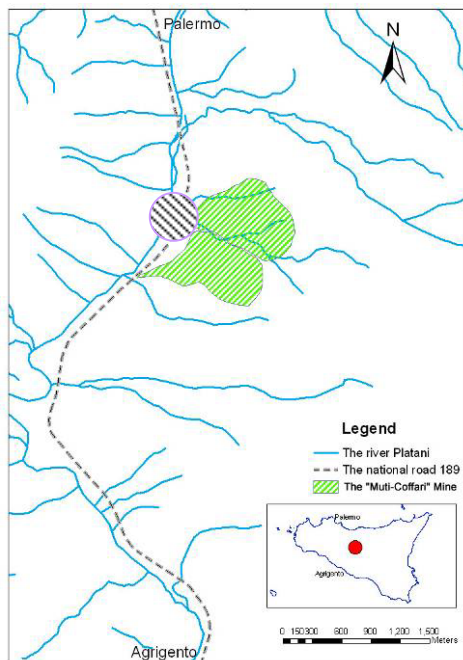 Palermo
N
Legend
The river Platani
The national road 189
The "Muti-Coffari" Mine
Palermo
Agrigento
0 150300 600 900 1,200 1,500
Meters
Agrigento